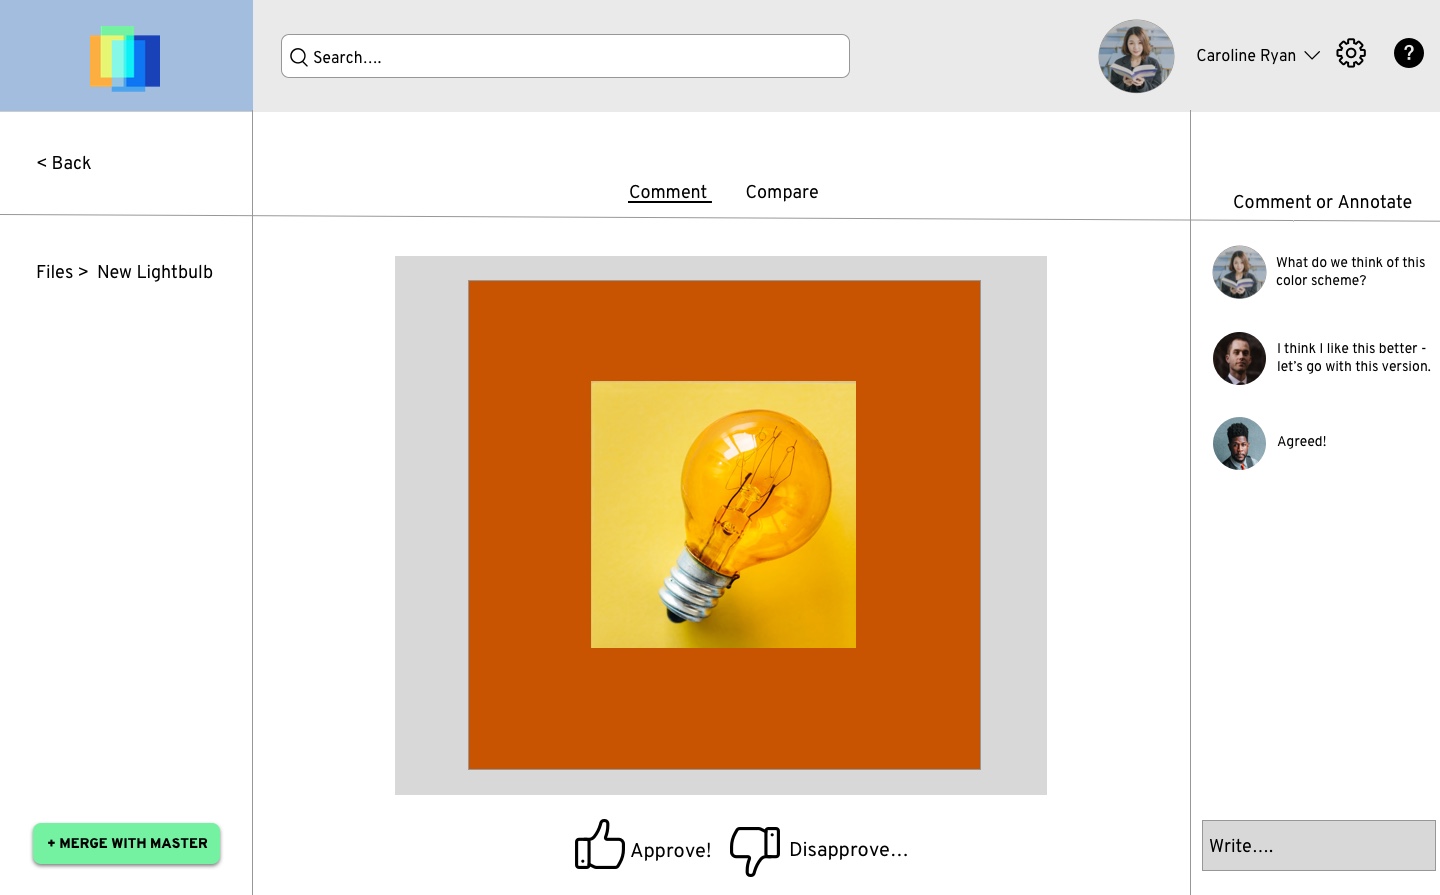 Search....
Caroline Ryan
?
< Back
Comment
Compare
Comment or Annotate
Files > New Lightbulb
What do we think of this
color scheme?
I think I like this better -
let's go with this version.
Agreed!
+ MERGE WITH MASTER
Approve!
Disapprove...
Write....